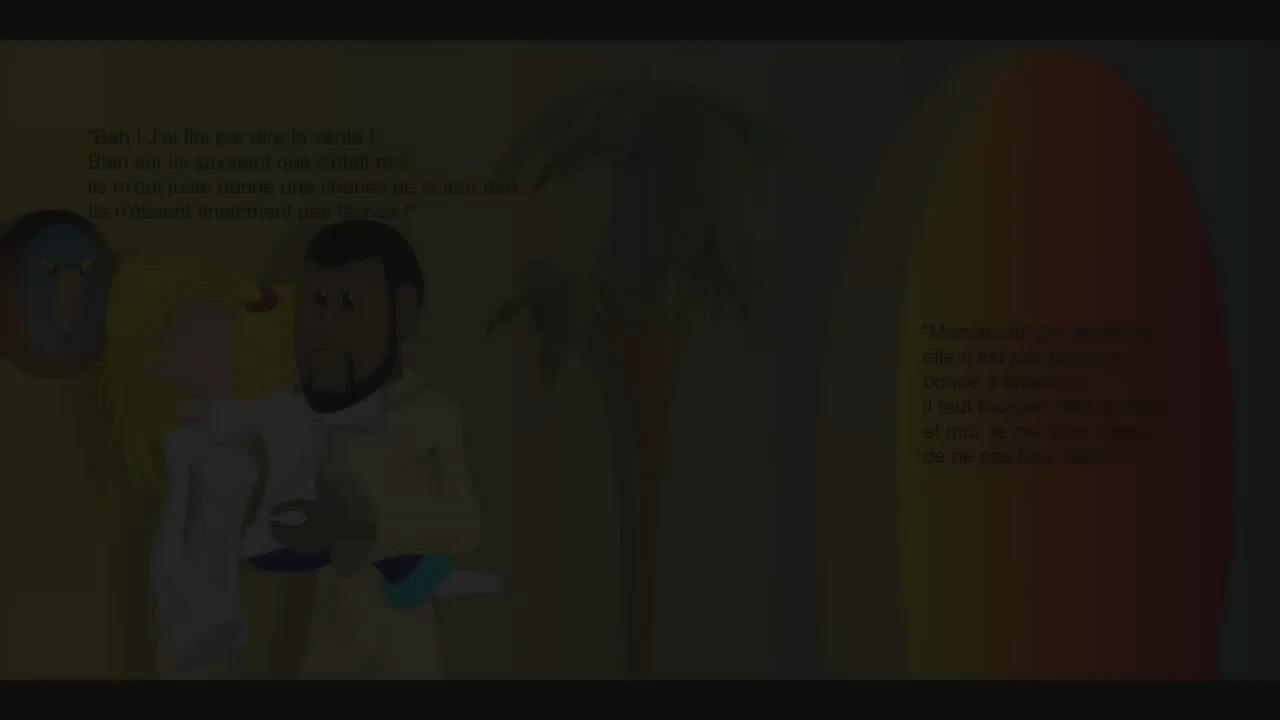 "Bah ! J'ai fini par dire la vérité !
Bien sûr ils savaient que c'était moi
ils m'ont juste donné une chance de le leur dire...
Ils n'étaient finalement pas fâchés !"
"Maman dit que
elle n'est pas
bonne à
il faut toujours
et moi, je me
de ne pas leur